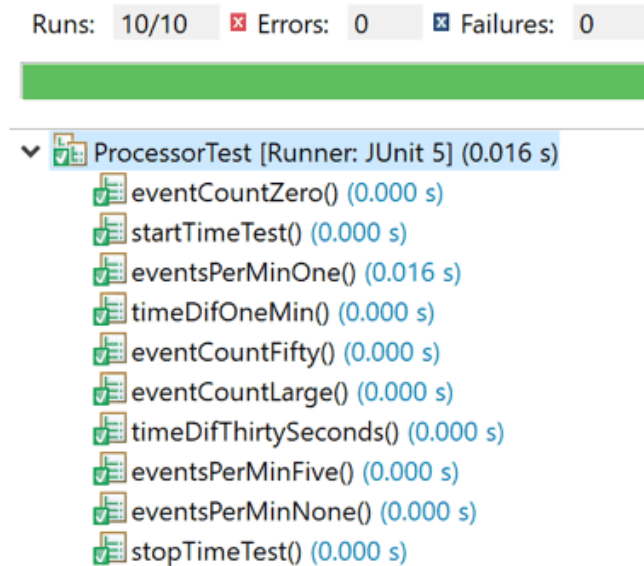 Runs: 10/10 Errors: 0 Failures: 0
ProcessorTest [Runner: JUnit 5] (0.016 s)
eventCountZero() (0.000 s)
startTimeTest() (0.000 s)
eventsPerMinOne() (0.016 s)
timeDifOneMin() (0.000 s)
eventCountFifty() (0.000 s)
eventCountLarge() (0.000 s)
timeDifThirtySeconds() (0.000 s)
eventsPerMinFive() (0.000 s)
eventsPerMinNone() (0.000 s)
stopTimeTest() (0.000 s)